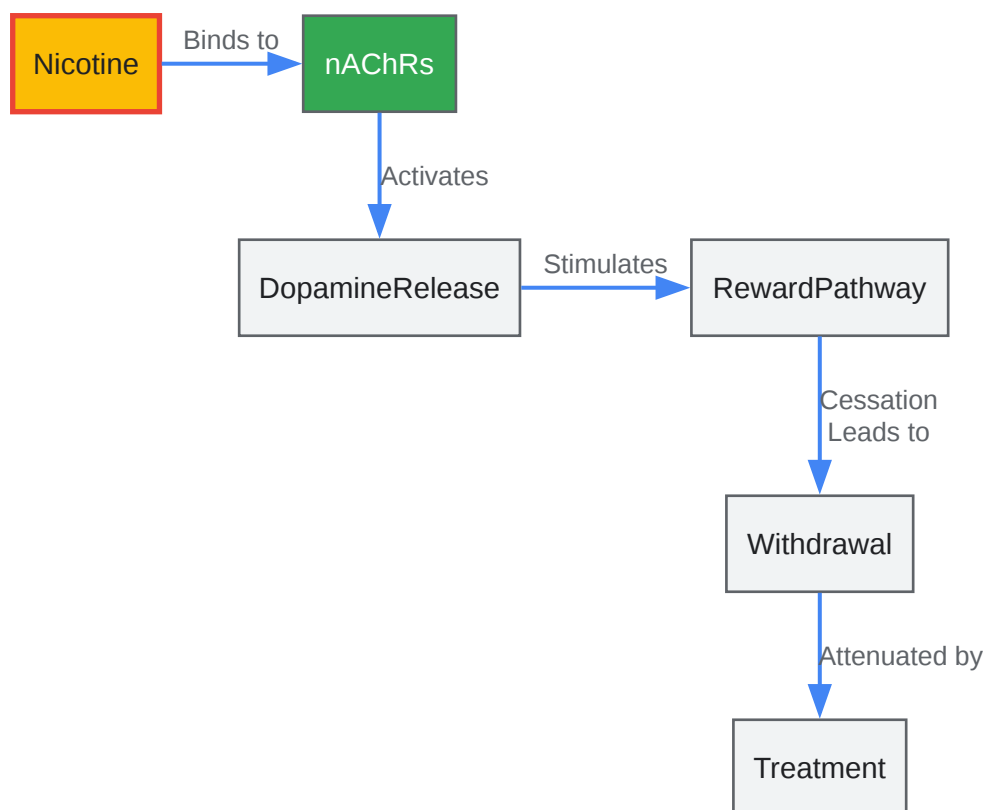 Nicotine
Binds to
nAChRs
Activates
DopamineRelease
Stimulates
RewardPathway
Cessation
Leads to
Withdrawal
Attenuated by
Treatment